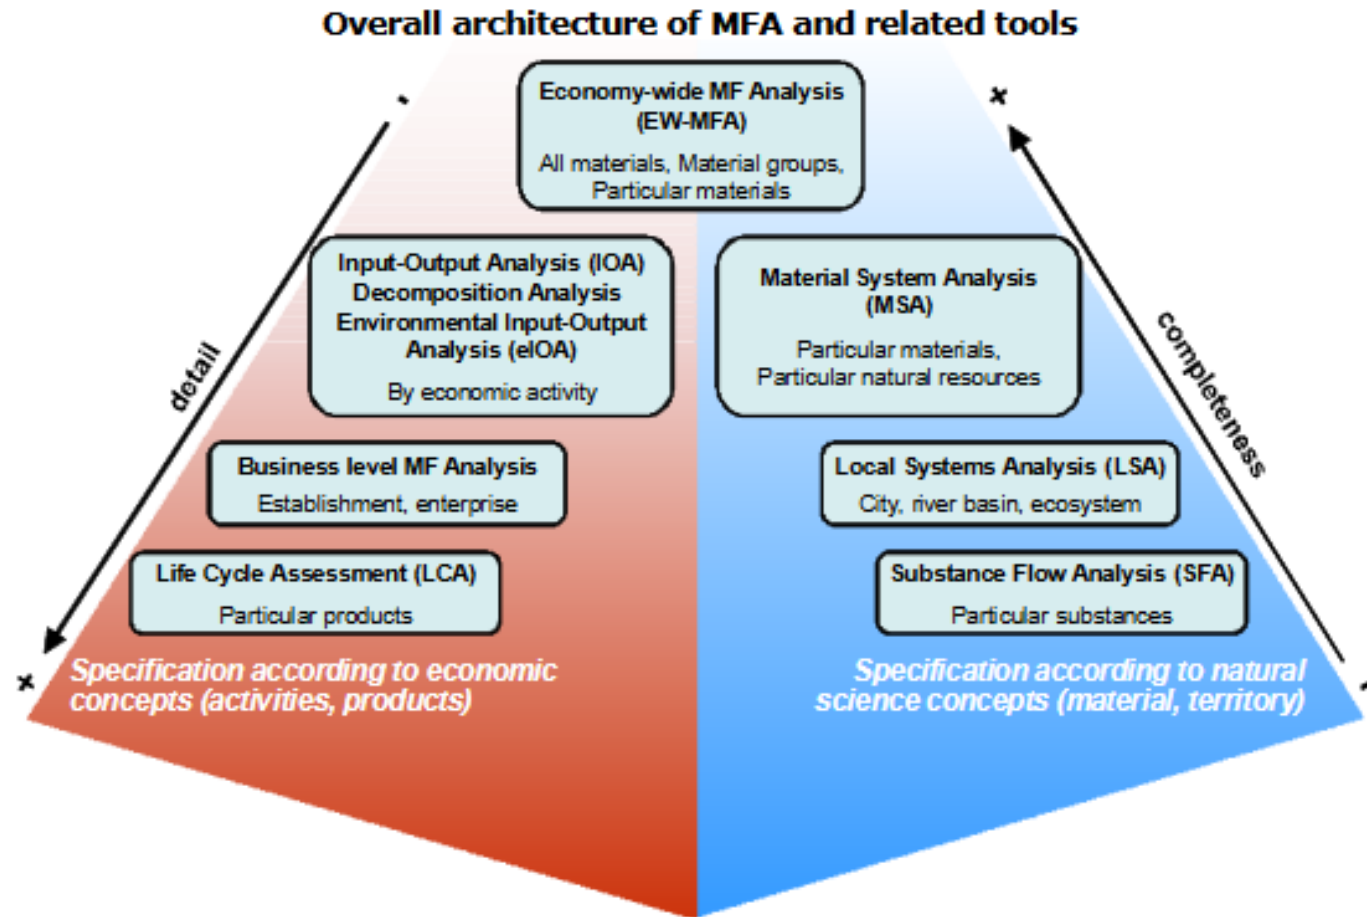 Overall architecture of MFA and related tools
-
+
Economy-wide MF Analysis
(EW-MFA)
All materials, Material groups,
Particular materials
detail
completeness
Input-Output Analysis (IOA)
Decomposition Analysis
Environmental Input-Output
Analysis (eIOA)
By economic activity
Material System Analysis
(MSA)
Particular materials,
Particular natural resources
Business level MF Analysis
Establishment, enterprise
Local Systems Analysis (LSA)
City, river basin, ecosystem
Life Cycle Assessment (LCA)
Particular products
Substance Flow Analysis (SFA)
Particular substances
+
-
Specification according to economic
concepts (activities, products)
Specification according to natural
science concepts (material, territory)